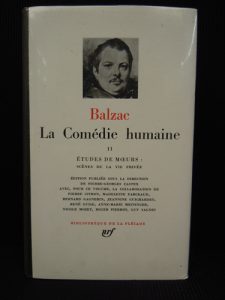 Balzac
La Comédie humaine
II
ÉTUDES DE MŒURS :
SCÈNES DE LA VIE PRIVÉE
ÉDITION PUBLIÉE SOUS LA DIRECTION
DE PIERRE-GEORGES CASTEX
AVEC, POUR CE VOLUME, LA COLLABORATION DE
PIERRE CITRON, MADELEINE FARGEAUD,
BERNARD GAGNEBIN, JEANNINE GUICHARDET,
RENÉ GUISE, ANNE-MARIE MEININGER,
NICOLE MOZET, ROGER PIERROT, GUY SAGNES
BIBLIOTHÈQUE DE LA PLÉIADE
nrf